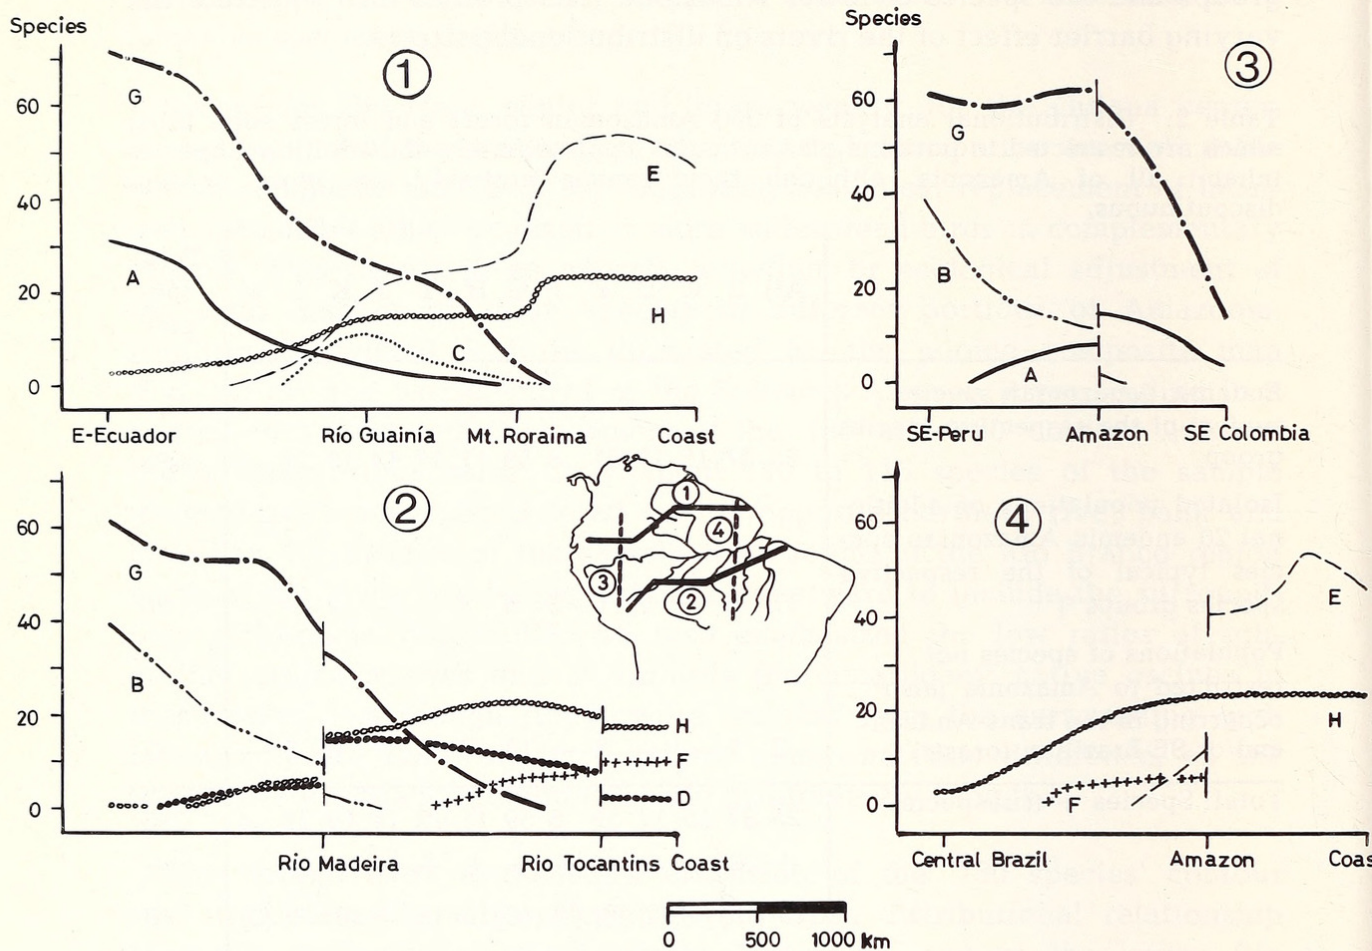 Species
①
G
60
E
40
A
20
H
C
0
E-Ecuador Río Guainía Mt. Roraima Coast
Species
③
60
G
40
B
20
A
0
SE-Peru Amazon SE Colombia
②
60
G
40
B
20
H
F
D
0
Rio Madeira Rio Tocantins Coast
①
④
③
②
④
60
E
40
20
H
F
0
Central Brazil Amazon Coas
0 500 1000 km